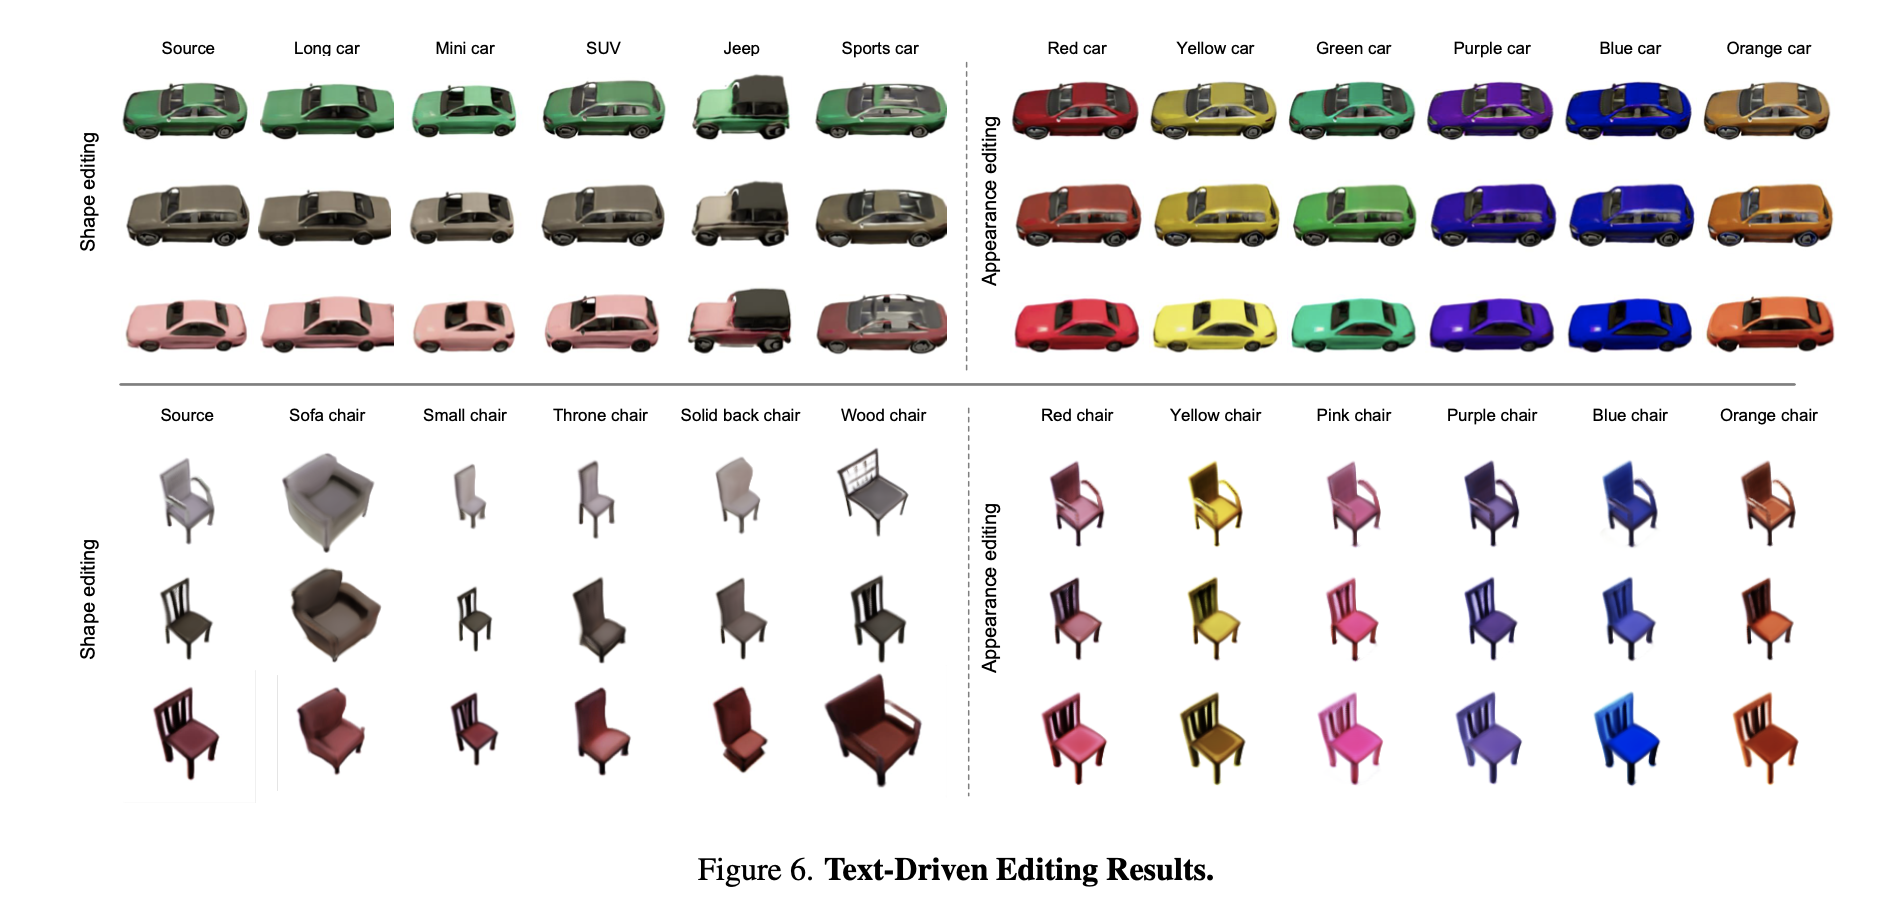 Source Long car Mini car SUV Jeep Sports car Red car Yellow car Green car Purple car Blue car Orange car
Shape editing
Appearance editing
Source Sofa chair Small chair Throne chair Solid back chair Wood chair Red chair Yellow chair Pink chair Purple chair Blue chair Orange chair
Shape editing
Appearance editing
Figure 6. Text-Driven Editing Results.